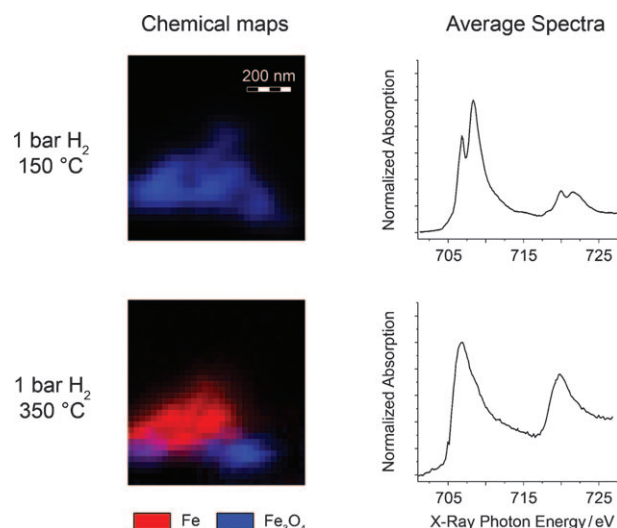 Chemical maps Average Spectra
200 nm
1 bar H₂
150 °C
Normalized Absorption
705 715 725
1 bar H₂
350 °C
Normalized Absorption
705 715 725
Fe Fe₃O₄ X-Ray Photon Energy/eV